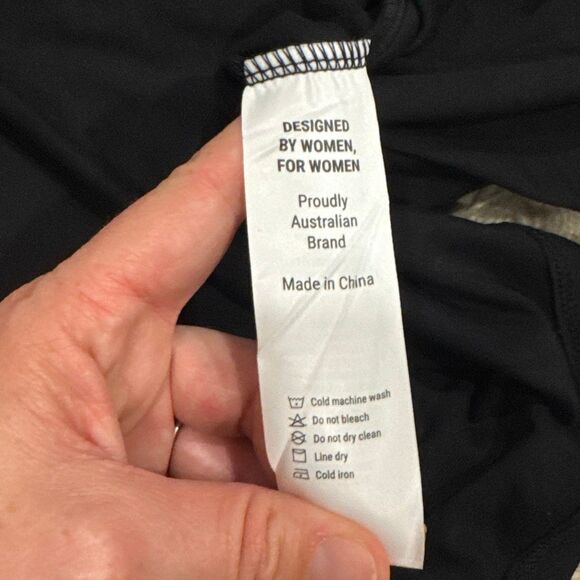 DESIGNED
BY WOMEN,
FOR WOMEN
Proudly
Australian
Brand
Made in China
Cold machine wash
Do not bleach
Do not dry clean
Line dry
Cold iron